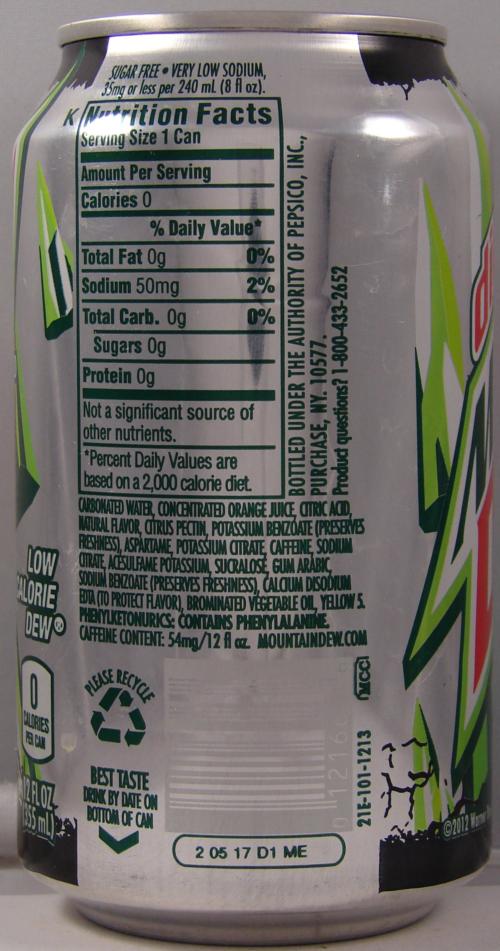 SUGAR FREE • VERY LOW SODIUM,
35mg or less per 240 mL (8 fl oz).
K
Nutrition Facts
Serving Size 1 Can
Amount Per Serving
Calories 0
% Daily Value*
Total Fat 0g 0%
Sodium 50mg 2%
Total Carb. 0g 0%
Sugars 0g
Protein 0g
Not a significant source of
other nutrients.
*Percent Daily Values are
based on a 2,000 calorie diet.
BOTTLED UNDER THE AUTHORITY OF PEPSICO, INC.,
PURCHASE, NY. 10577.
Product questions? 1-800-433-2652
CARBONATED WATER, CONCENTRATED ORANGE JUICE, CITRIC ACID,
NATURAL FLAVOR, CITRUS PECTIN, POTASSIUM BENZOATE (PRESERVES
FRESHNESS), ASPARTAME, POTASSIUM CITRATE, CAFFEINE, SODIUM
CITRATE, ACESULFAME POTASSIUM, SUCRALOSE, GUM ARABIC,
SODIUM BENZOATE (PRESERVES FRESHNESS), CALCIUM DISODIUM
EDTA (TO PROTECT FLAVOR), BROMINATED VEGETABLE OIL, YELLOW 5.
PHENYLKETONURICS: CONTAINS PHENYLALANINE.
CAFFEINE CONTENT: 54mg/12 fl oz. MOUNTAINDEW.COM
LOW
CALORIE
DEW®
0
CALORIES
PER CAN
12 FL OZ
(355 mL)
PLEASE RECYCLE
BEST TASTE
DRINK BY DATE ON
BOTTOM OF CAN
MCC
21E-101-1213
2 05 17 D1 ME
©2012